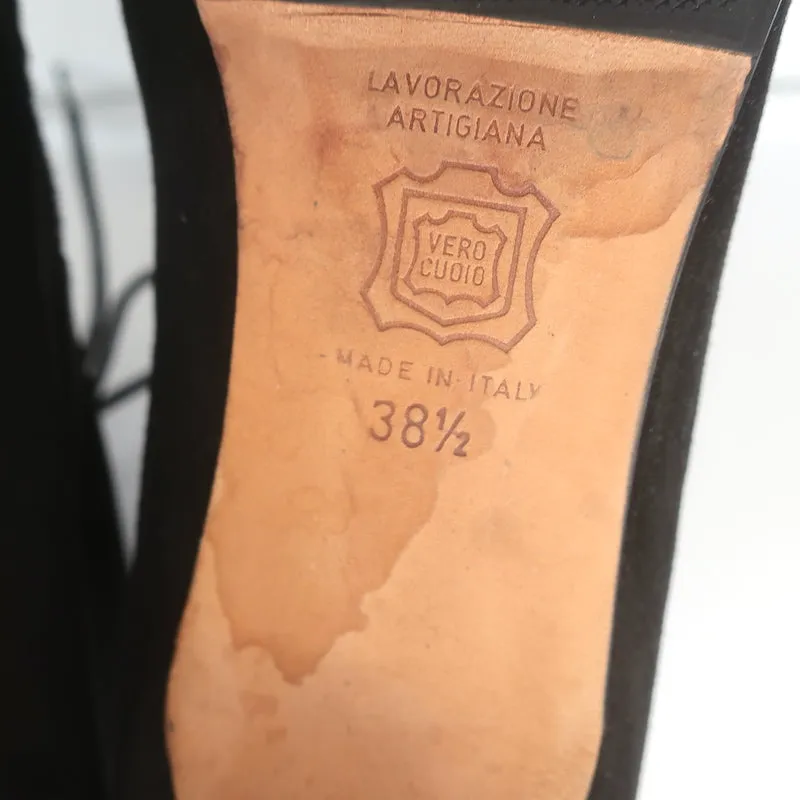 LAVORAZIONE
ARTIGIANA
VERO
CUOIO
MADE IN ITALY
38½